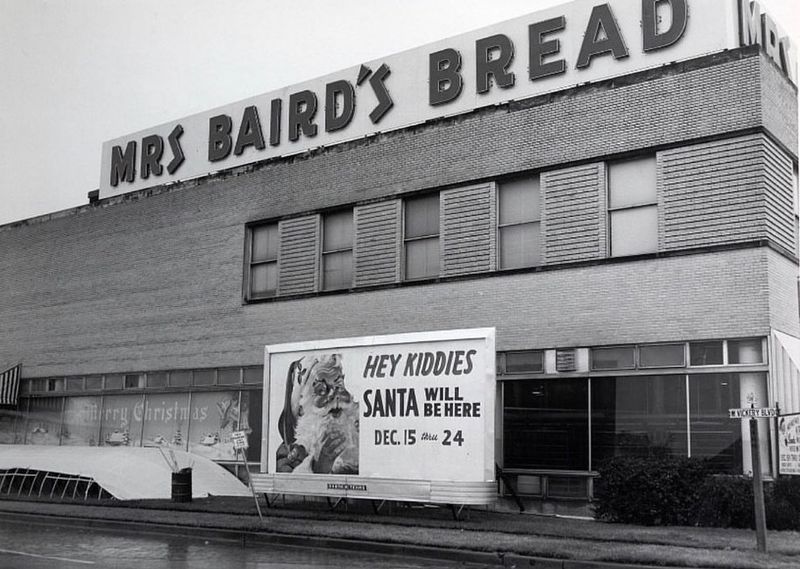 MRS BAIRD'S BREAD
MRS
HEY KIDDIES
SANTA WILL BE HERE
DEC. 15 thru 24
Merry Christmas
W. VICKERY BLVD